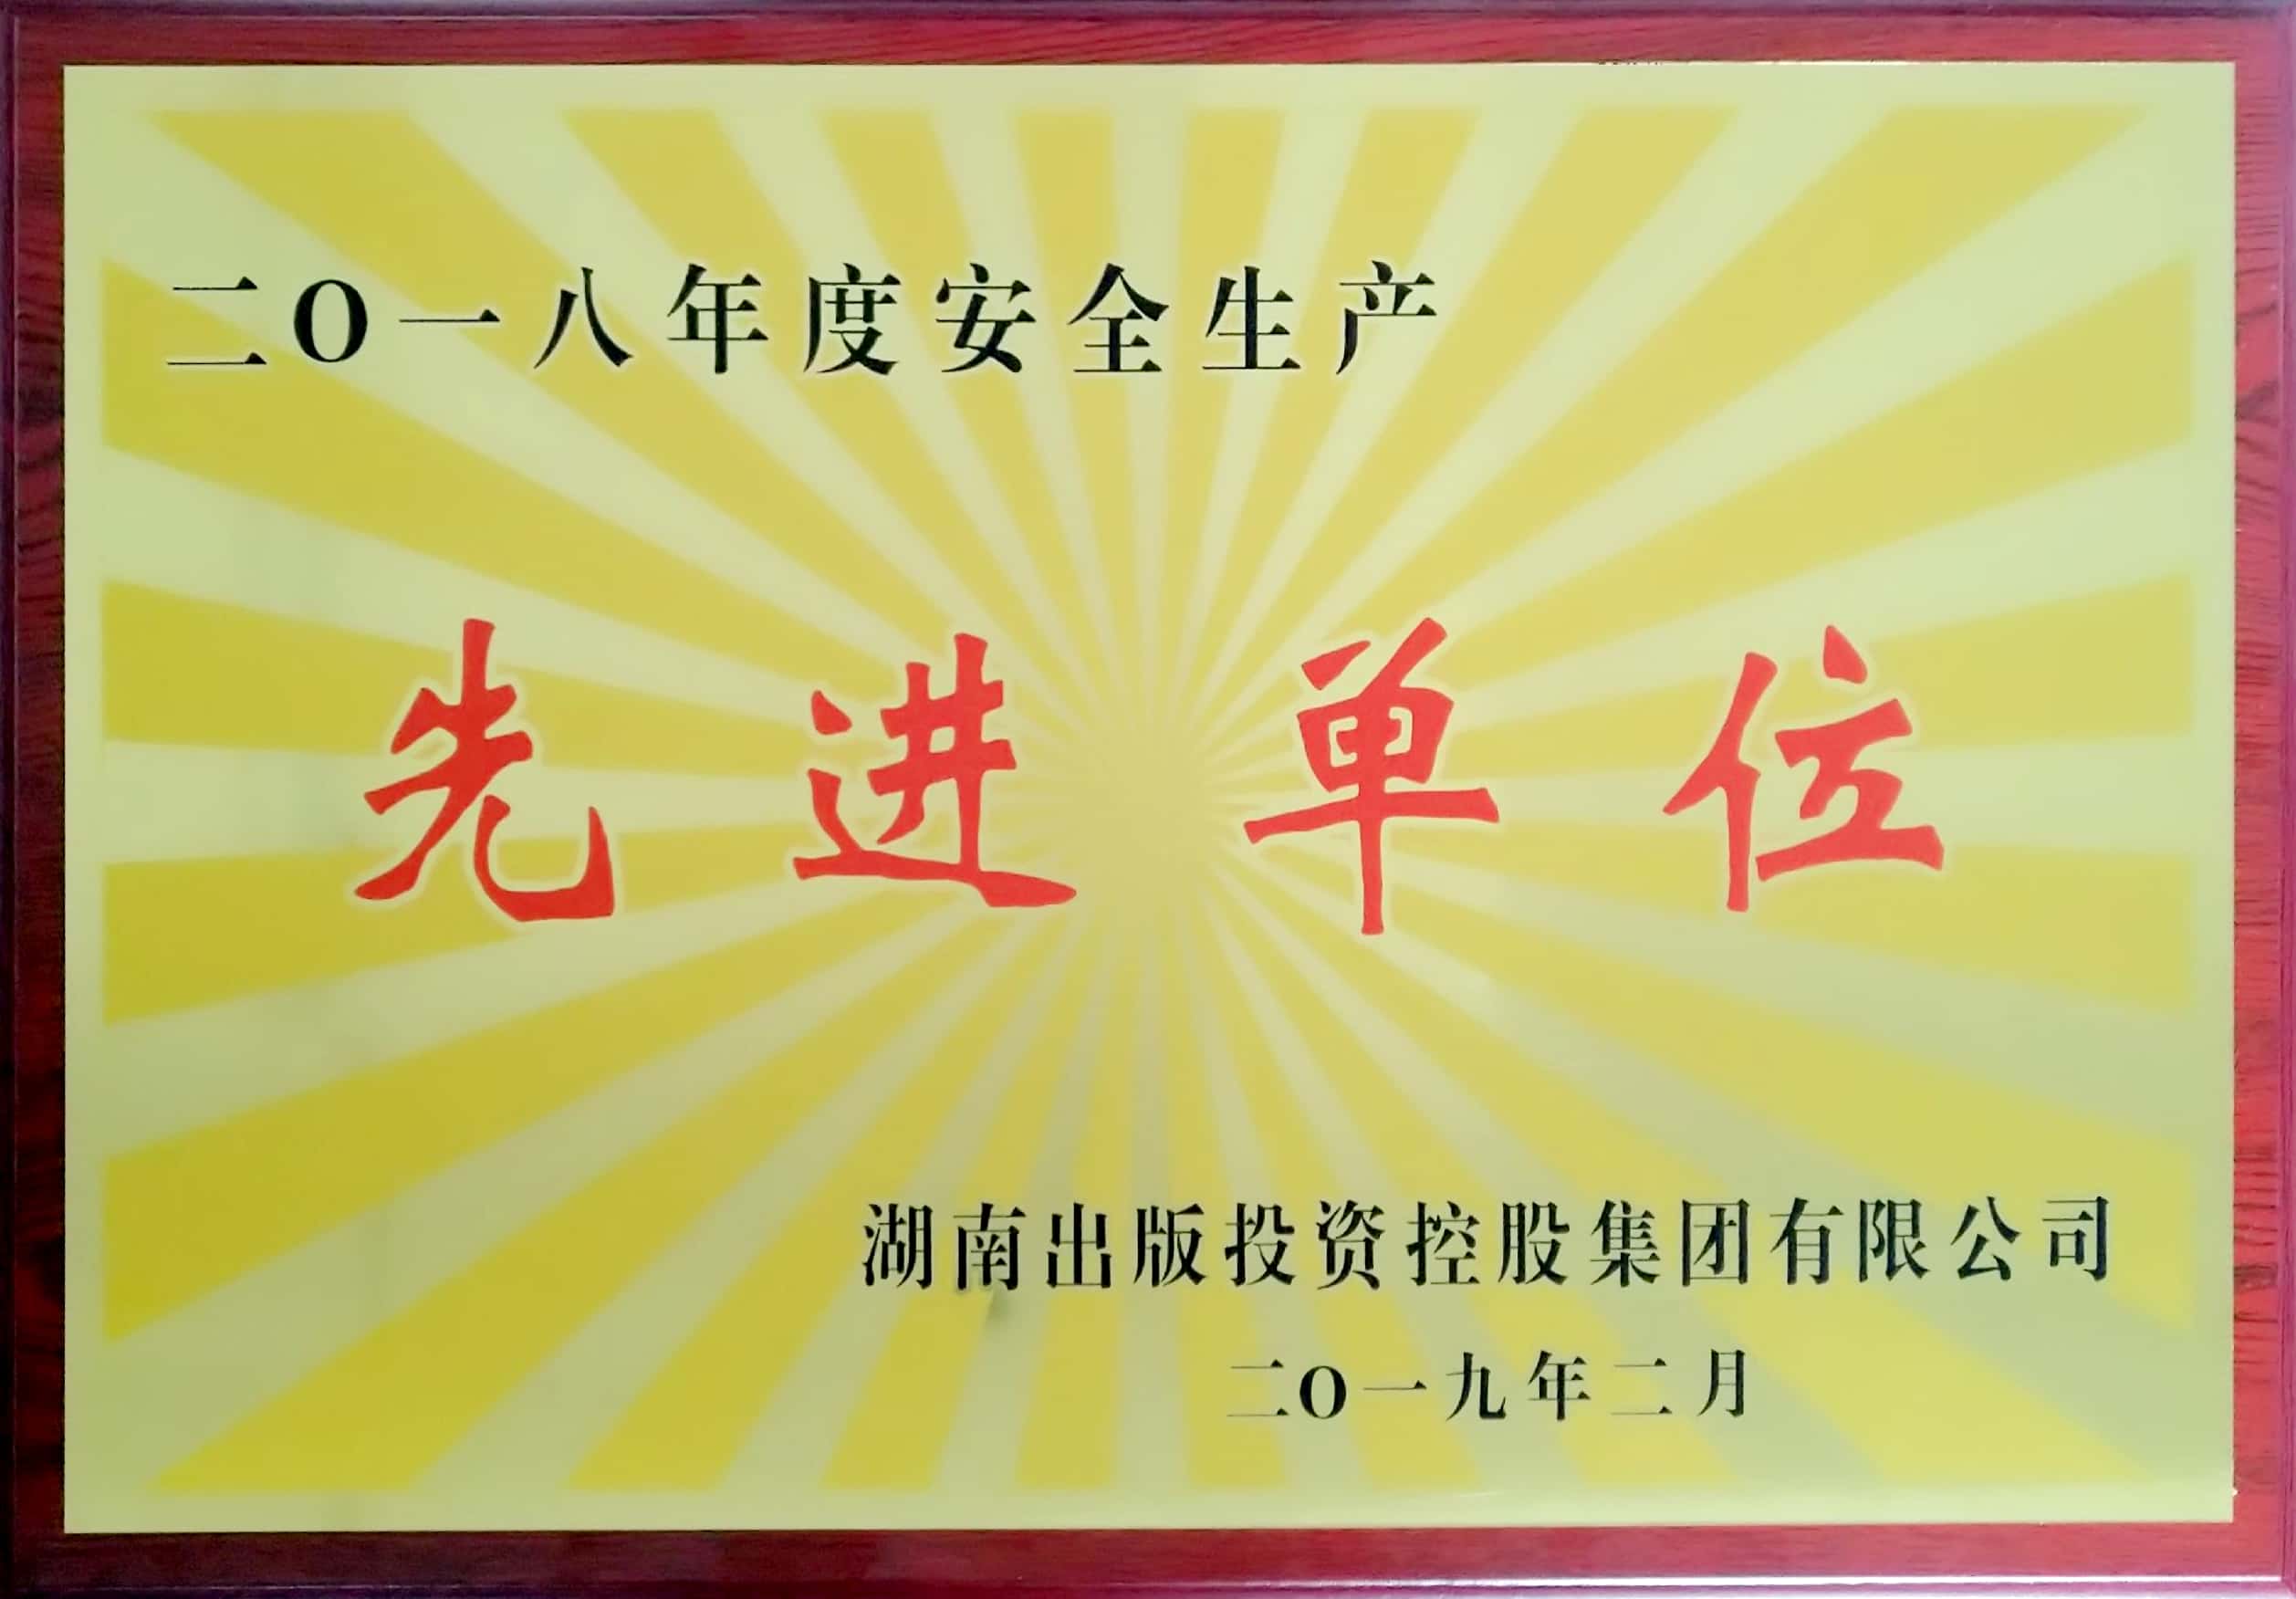 二O一八年度安全生产
先进单位
湖南出版投资控股集团有限公司
二O一九年二月